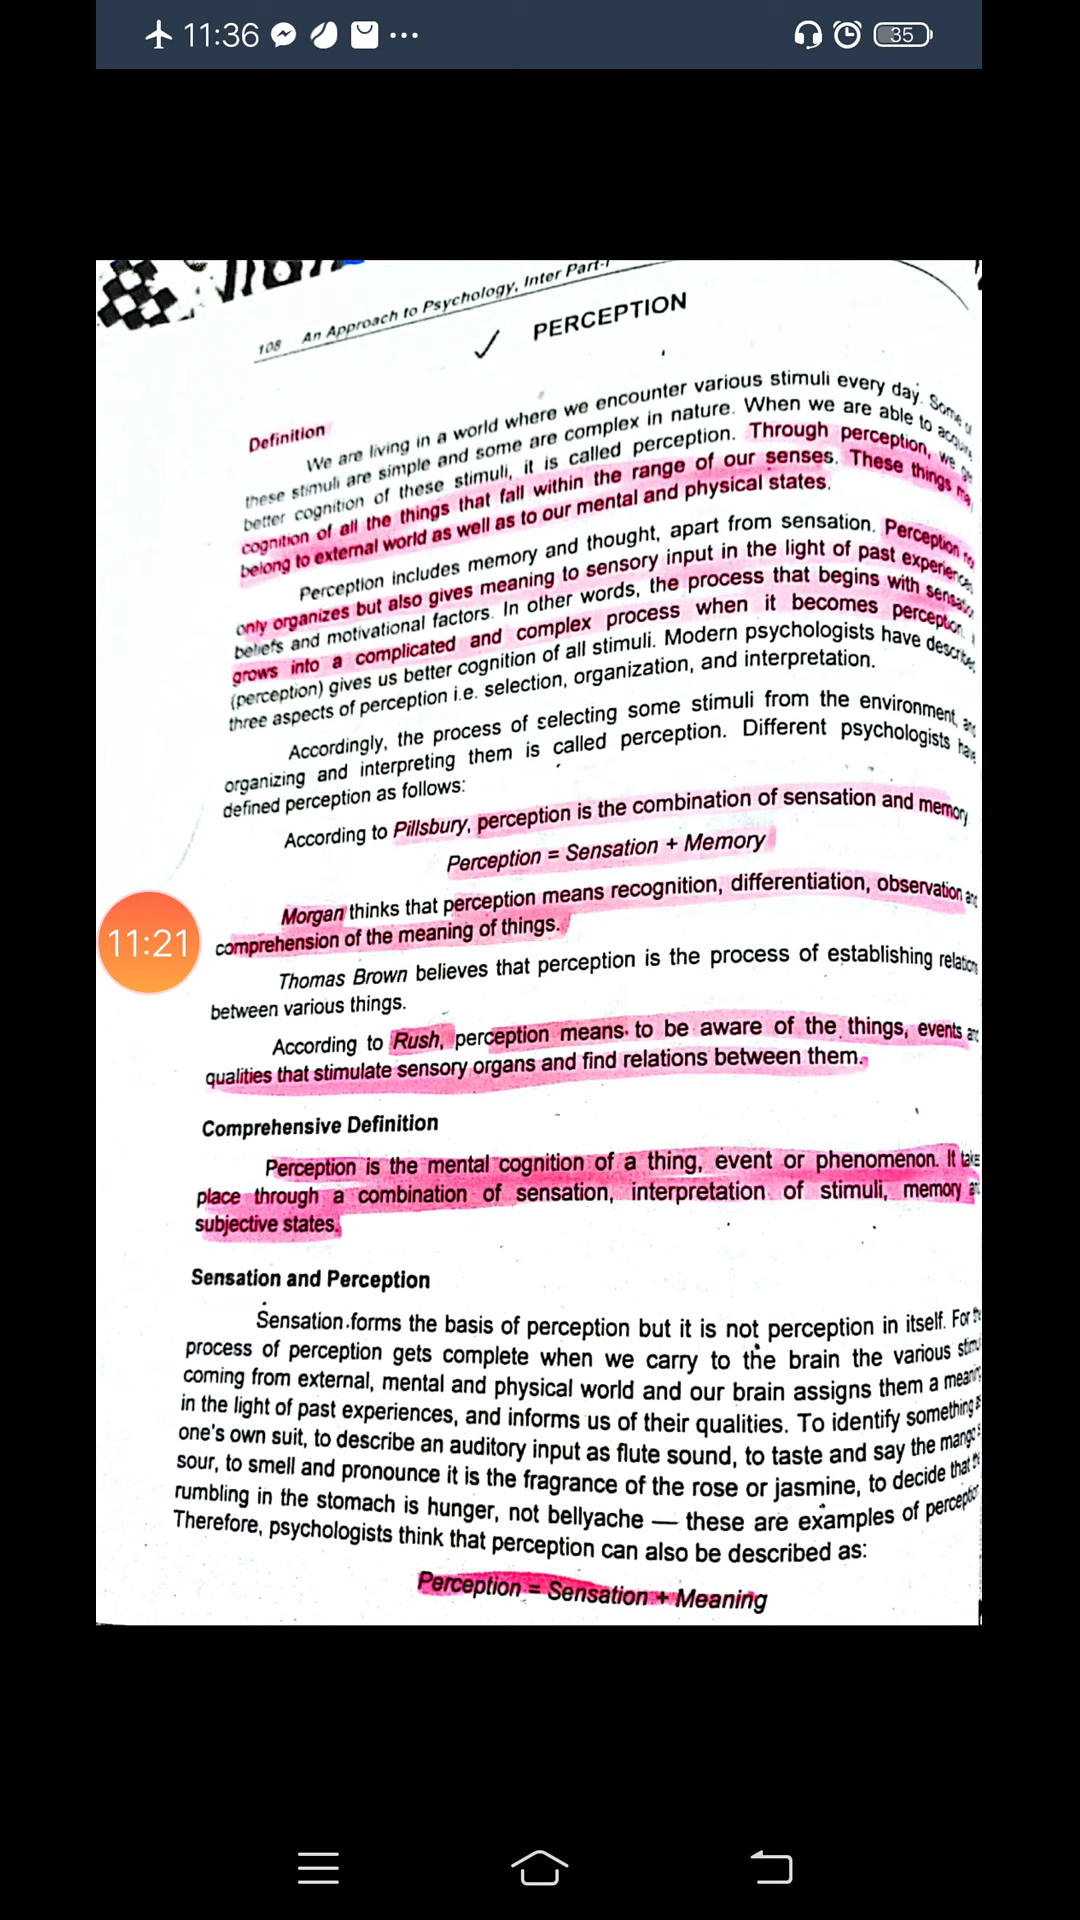 11:36
35
108 An Approach to Psychology, Inter Part-I
PERCEPTION
Definition
We are living in a world where we encounter various stimuli every day. Some of
these stimuli are simple and some are complex in nature. When we are able to acquire
better cognition of these stimuli, it is called perception. Through perception, we get
cognition of all the things that fall within the range of our senses. These things may
belong to external world as well as to our mental and physical states.
Perception includes memory and thought, apart from sensation. Perception not
only organizes but also gives meaning to sensory input in the light of past experiences
beliefs and motivational factors. In other words, the process that begins with sensation
grows into a complicated and complex process when it becomes perception.
(perception) gives us better cognition of all stimuli. Modern psychologists have described
three aspects of perception i.e. selection, organization, and interpretation.
Accordingly, the process of selecting some stimuli from the environment, and
organizing and interpreting them is called perception. Different psychologists have
defined perception as follows:
According to Pillsbury, perception is the combination of sensation and memory
Perception = Sensation + Memory
Morgan thinks that perception means recognition, differentiation, observation and
comprehension of the meaning of things.
Thomas Brown believes that perception is the process of establishing relations
between various things.
According to Rush, perception means to be aware of the things, events and
qualities that stimulate sensory organs and find relations between them.
Comprehensive Definition
Perception is the mental cognition of a thing, event or phenomenon. It takes
place through a combination of sensation, interpretation of stimuli, memory and
subjective states.
Sensation and Perception
Sensation forms the basis of perception but it is not perception in itself. For the
process of perception gets complete when we carry to the brain the various stimuli
coming from external, mental and physical world and our brain assigns them a meaning
in the light of past experiences, and informs us of their qualities. To identify something as
one's own suit, to describe an auditory input as flute sound, to taste and say the mango is
sour, to smell and pronounce it is the fragrance of the rose or jasmine, to decide that the
rumbling in the stomach is hunger, not bellyache — these are examples of perception
Therefore, psychologists think that perception can also be described as:
Perception = Sensation + Meaning
11:21